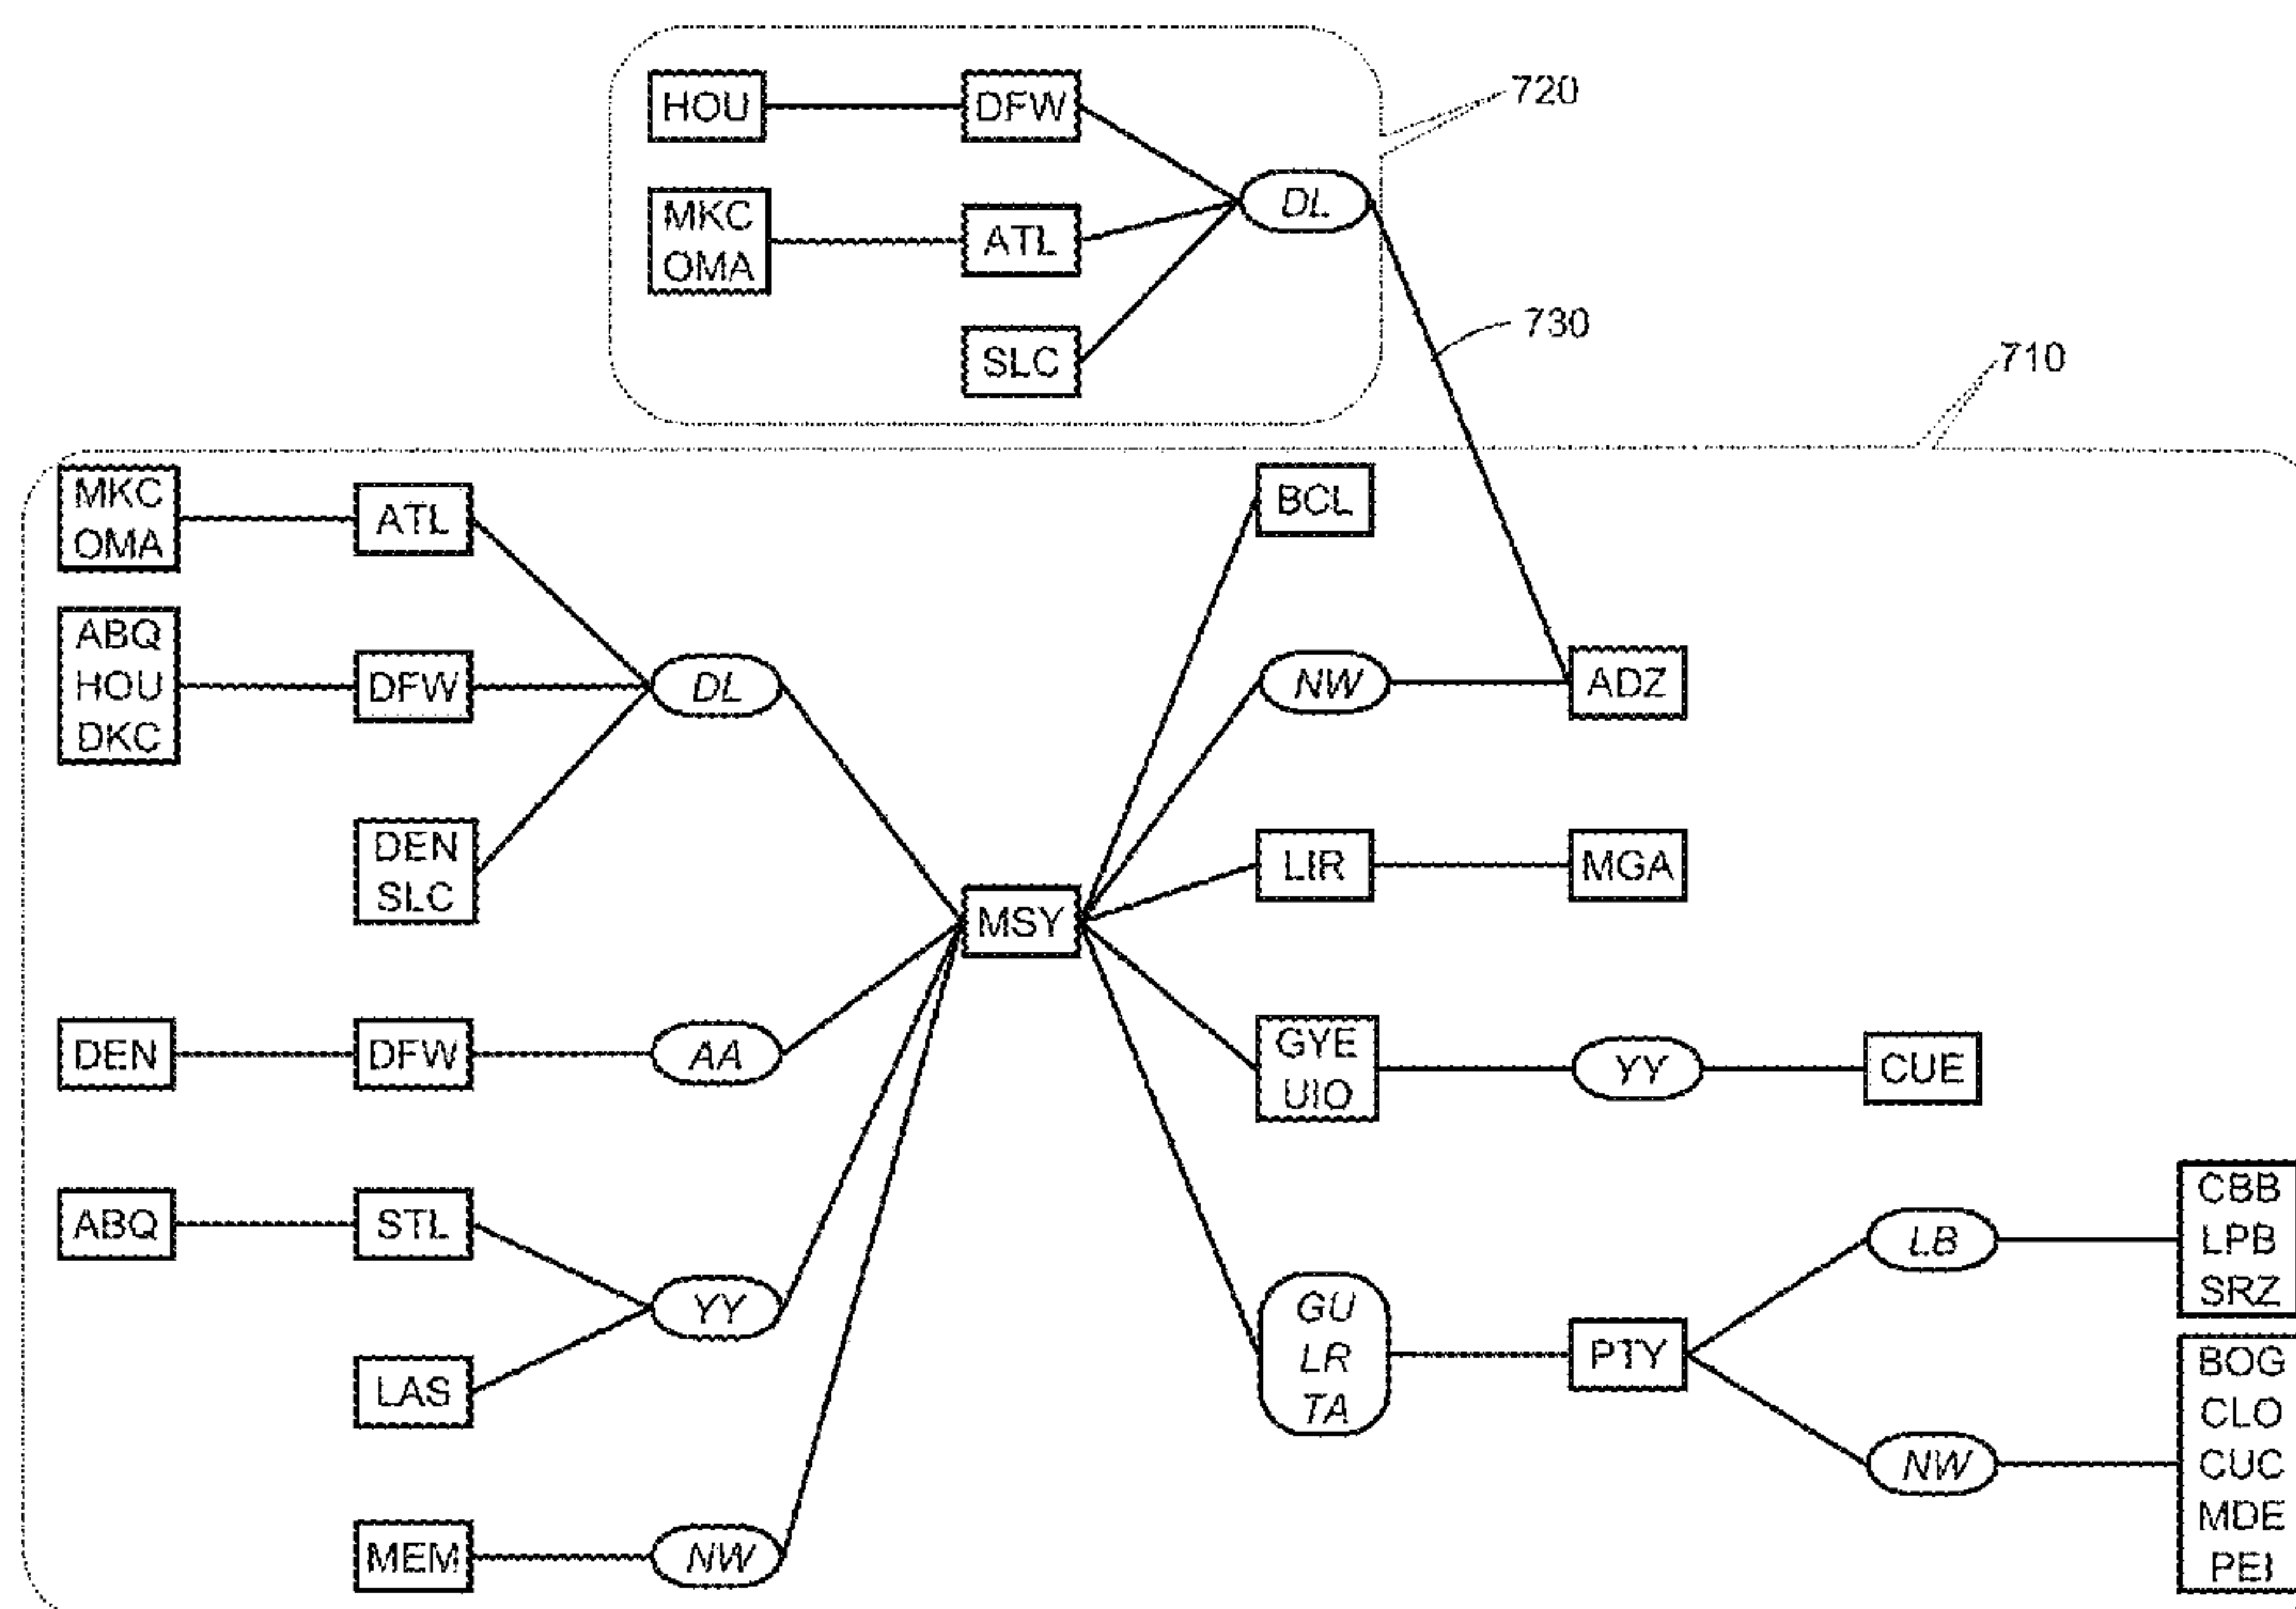 HOU
DFW
720
MKC
OMA
ATL
DL
SLC
730
710
MKC
OMA
ATL
BCL
ABQ
HOU
DKC
DFW
DL
NW
ADZ
DEN
SLC
MSY
LIR
MGA
DEN
DFW
AA
GYE
UIO
YY
CUE
ABQ
STL
YY
LAS
GU
LR
TA
PTY
LB
CBB
LPB
SRZ
NW
BOG
CLO
CUC
MDE
PEI
MEM
NW